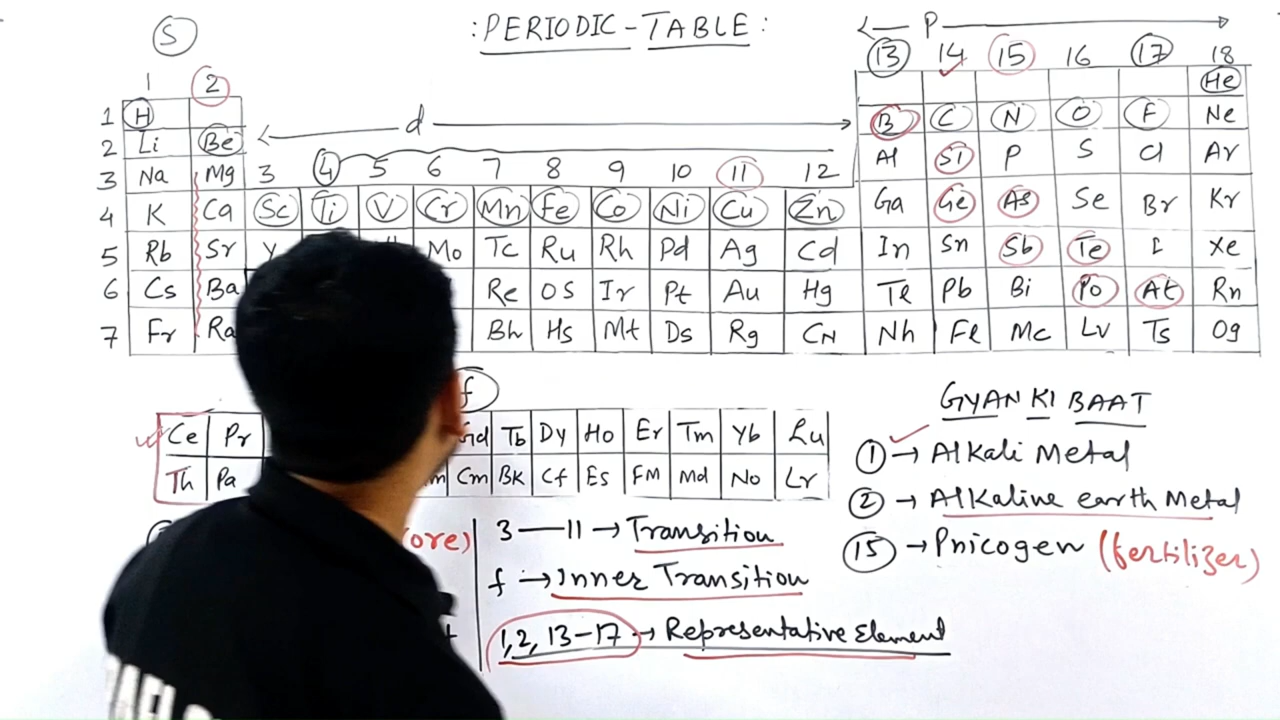 S :PERIODIC-TABLE: P
13 14 15 16 17 18
1 2 He
1 H
2 Li Be d B C N O F Ne
3 Na Mg 3 4 5 6 7 8 9 10 11 12 Al Si P S Cl Ar
4 K Ca Sc Ti V Cr Mn Fe Co Ni Cu Zn Ga Ge As Se Br Kr
5 Rb Sr Y Mo Tc Ru Rh Pd Ag Cd In Sn Sb Te I Xe
6 Cs Ba Re OS Ir Pt Au Hg Tl Pb Bi Po At Rn
7 Fr Ra Bh Hs Mt Ds Rg CN Nh Fl Mc Lv Ts Og
f
Ce Pr Gd Tb Dy Ho Er Tm Yb Lu
Th Pa m Cm BK Cf Es FM Md No Lr
GYAN KI BAAT
1 → Alkali Metal
2 → Alkaline earth Metal
15 → Pnicogen (fertilizer)
(ore)
3 — 11 → Transition
f → Inner Transition
1, 2, 13-17 → Representative Element